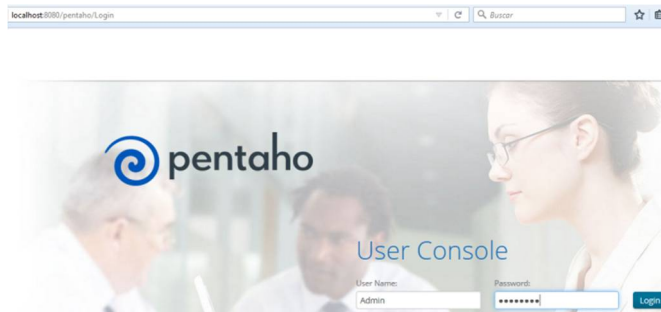 localhost:8080/pentaho/Login
Buscar
pentaho
User Console
User Name:
Password:
Admin
••••••••
Login